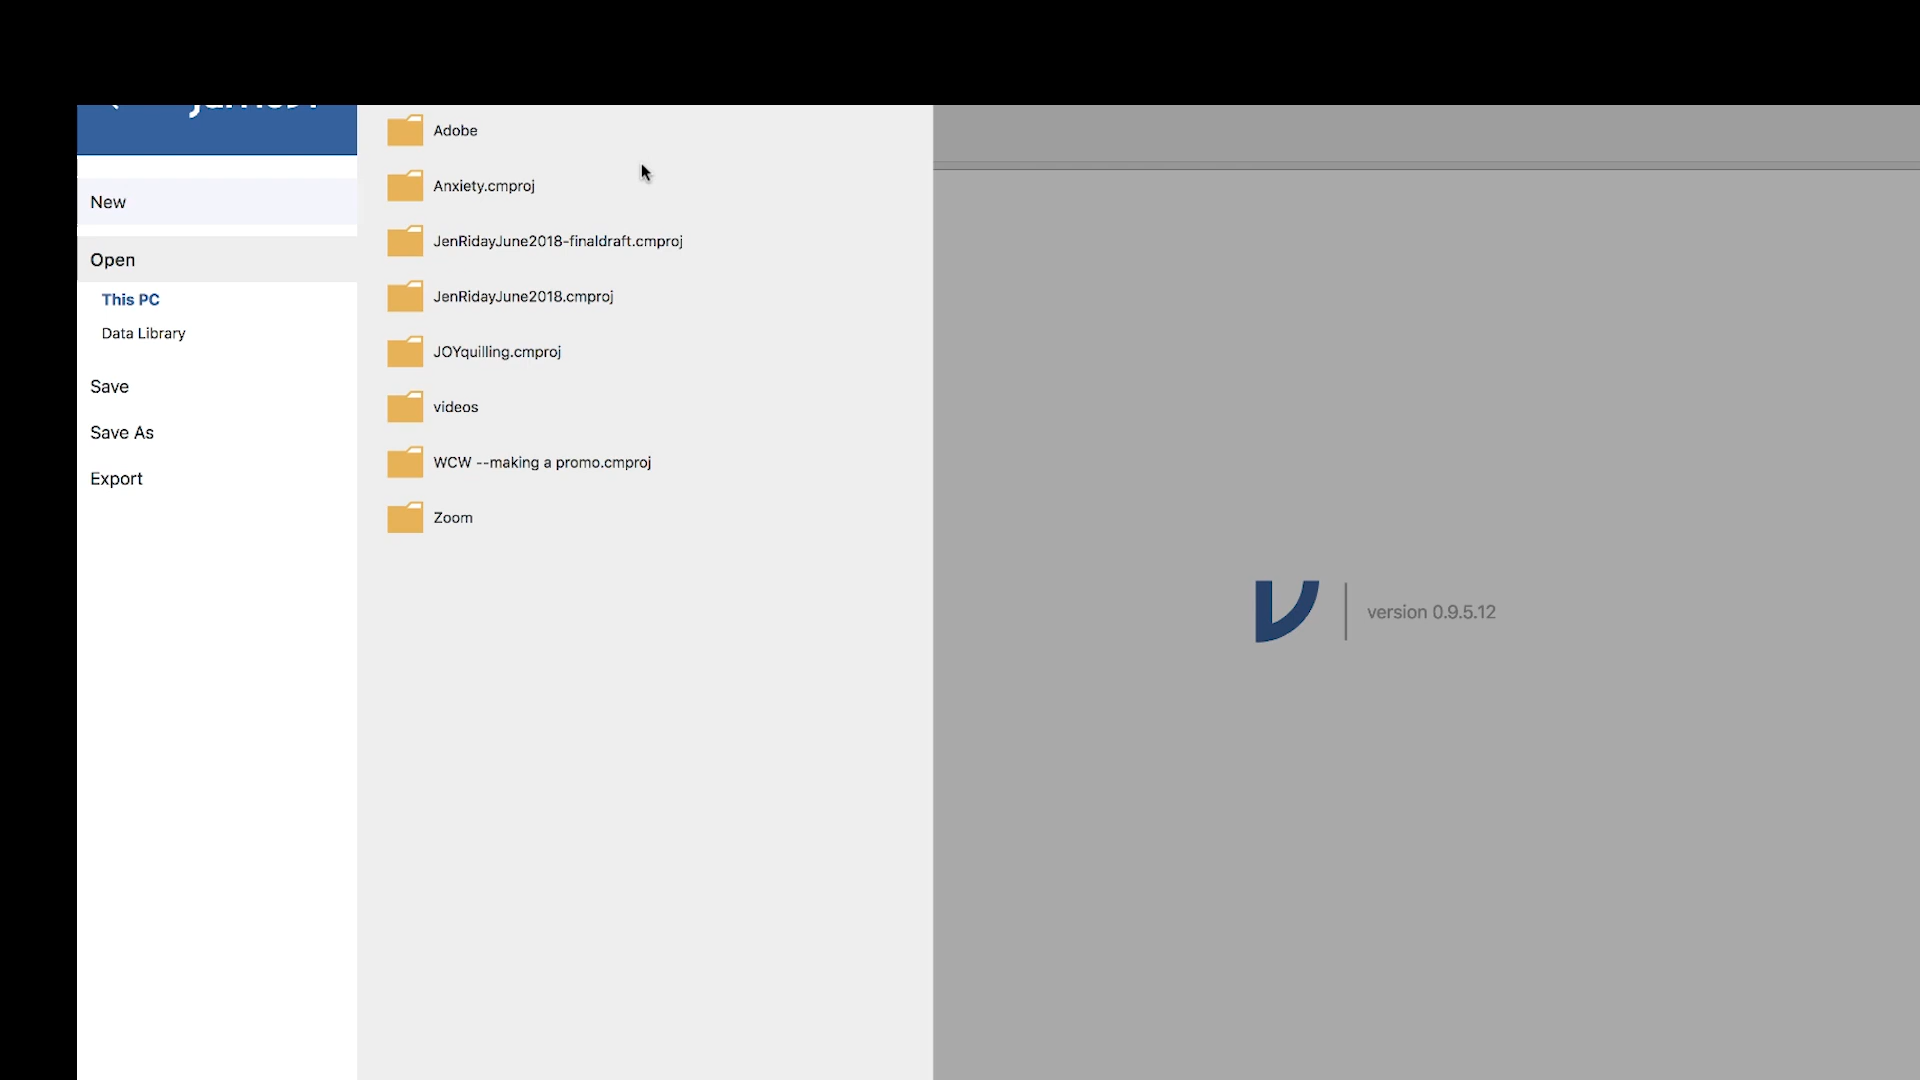 Adobe
Anxiety.cmproj
JenRidayJune2018-finaldraft.cmproj
JenRidayJune2018.cmproj
JOYquilling.cmproj
videos
WCW --making a promo.cmproj
Zoom
New
Open
This PC
Data Library
Save
Save As
Export
version 0.9.5.12